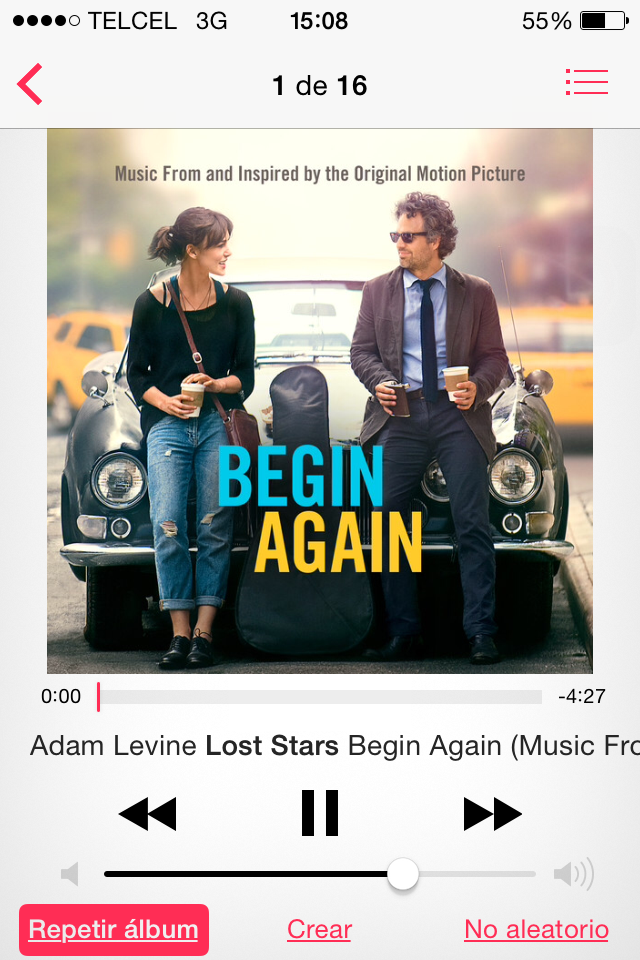 TELCEL 3G 15:08 55%
1 de 16
Music From and Inspired by the Original Motion Picture
BEGIN
AGAIN
0:00 -4:27
Adam Levine Lost Stars Begin Again (Music Fro
Repetir álbum Crear No aleatorio